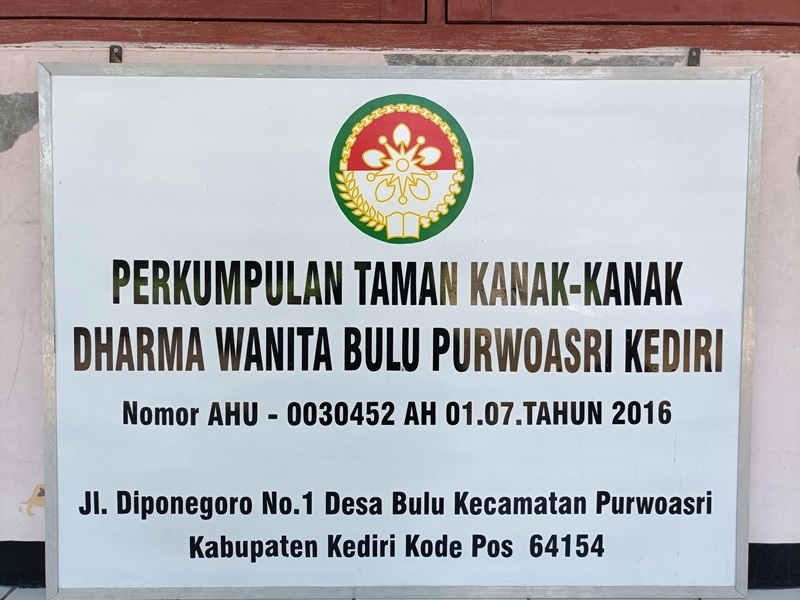 PERKUMPULAN TAMAN KANAK-KANAK
DHARMA WANITA BULU PURWOASRI KEDIRI
Nomor AHU - 0030452 AH 01.07.TAHUN 2016
Jl. Diponegoro No.1 Desa Bulu Kecamatan Purwoasri
Kabupaten Kediri Kode Pos 64154